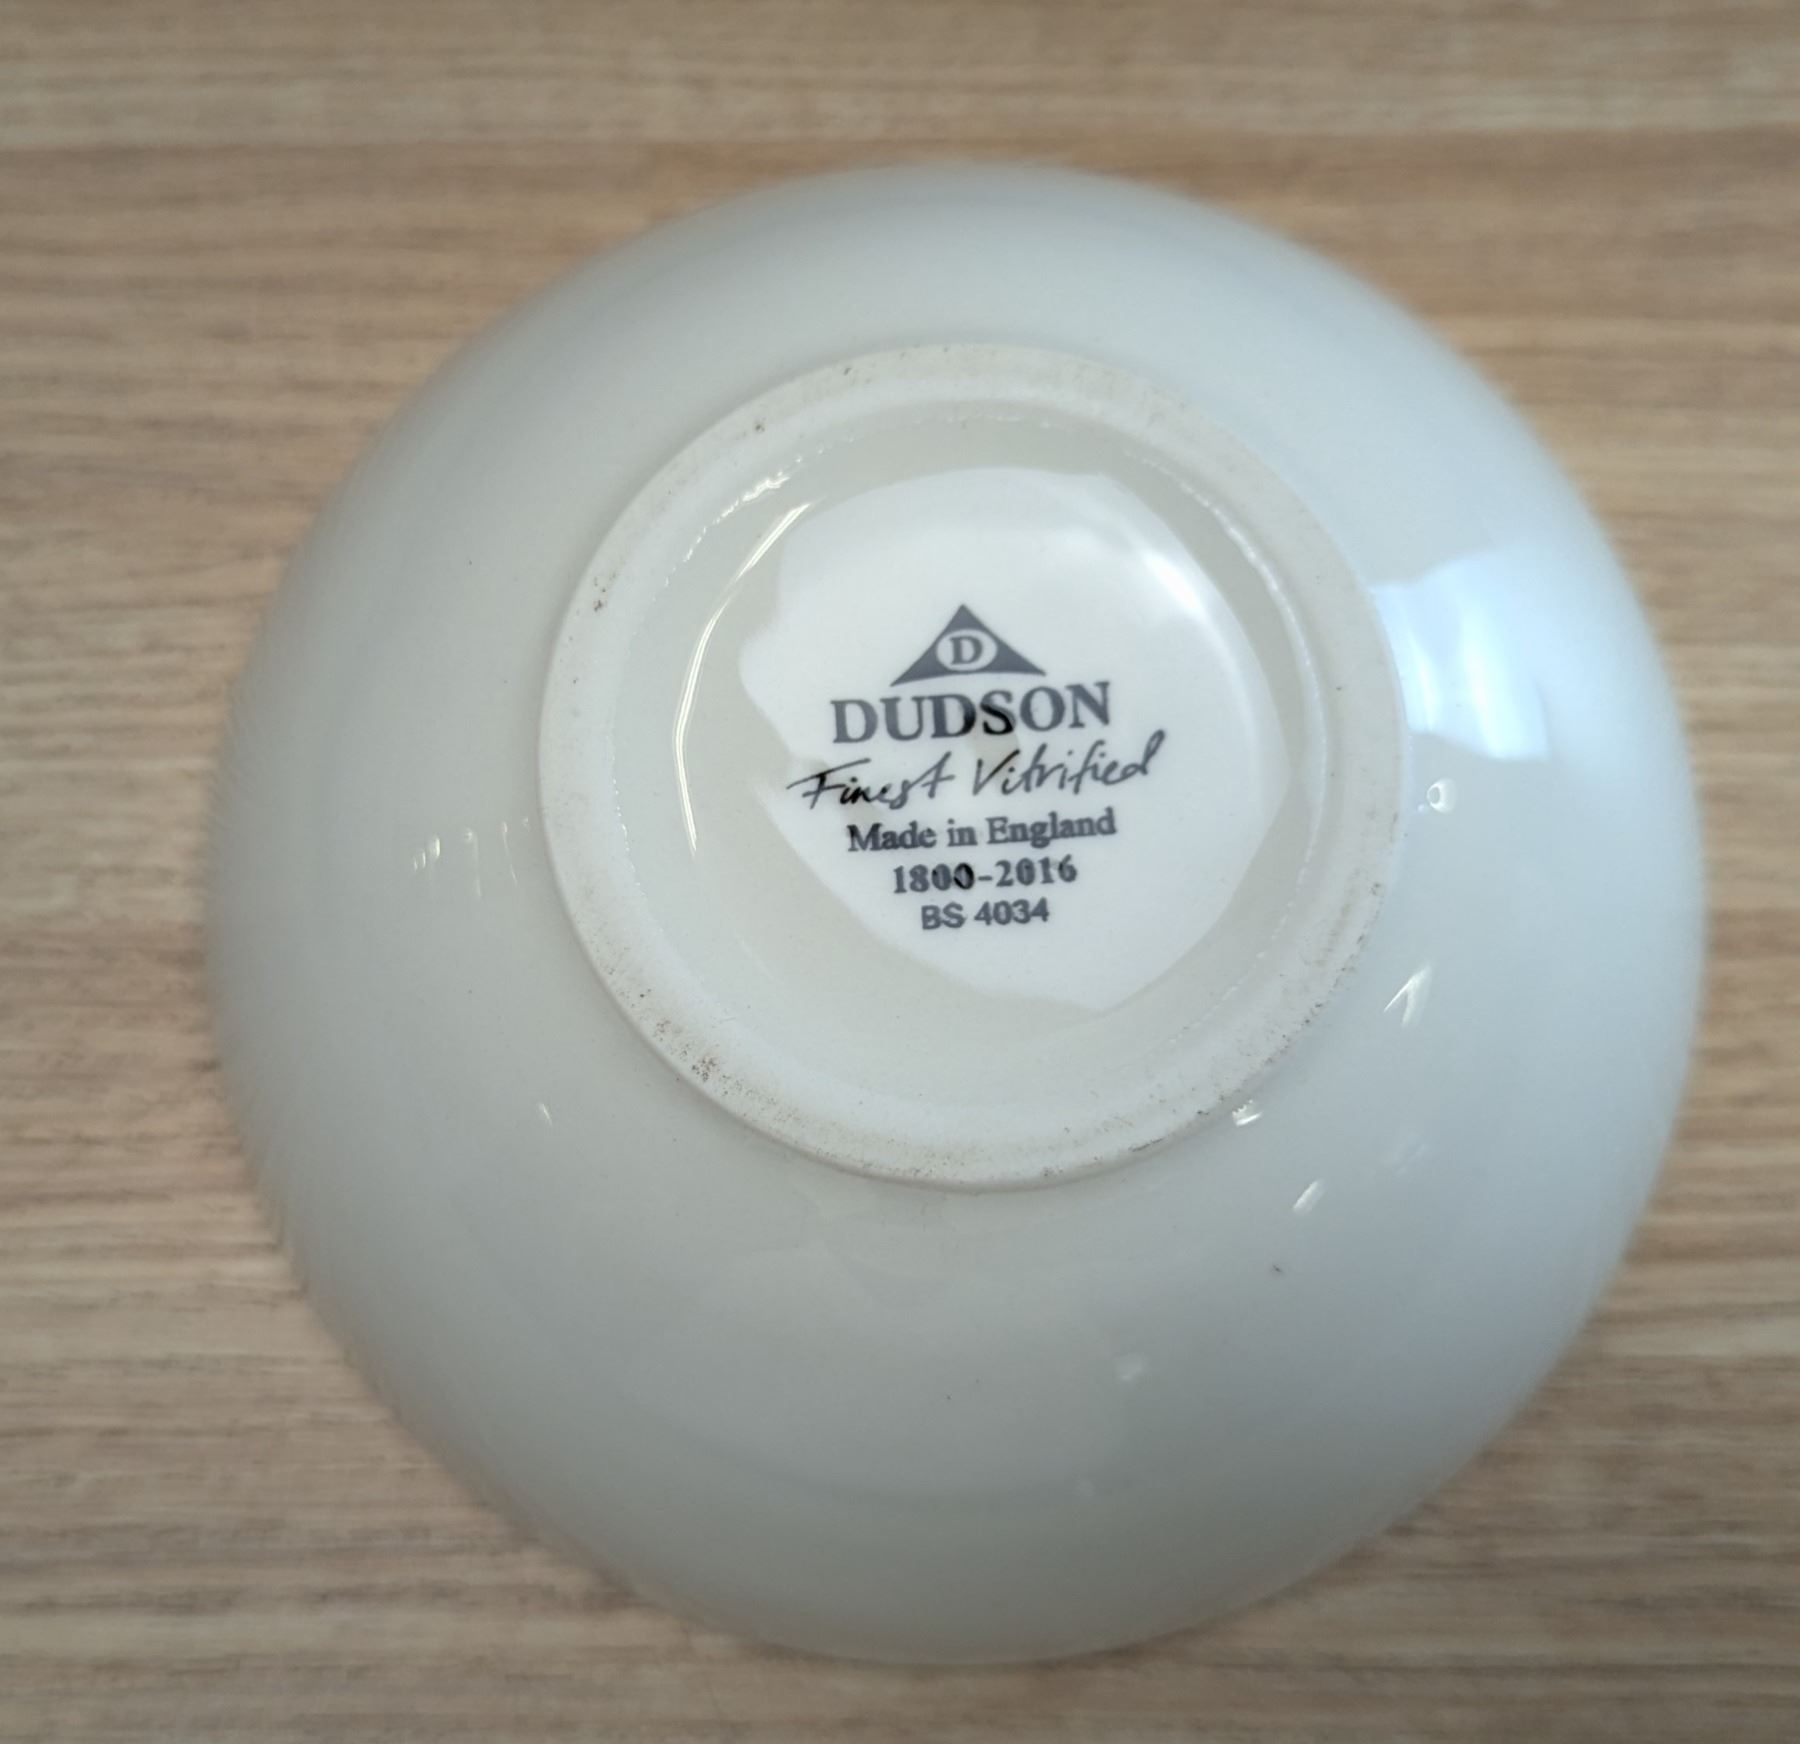 D
DUDSON
Finest Vitrified
Made in England
1800-2016
BS 4034